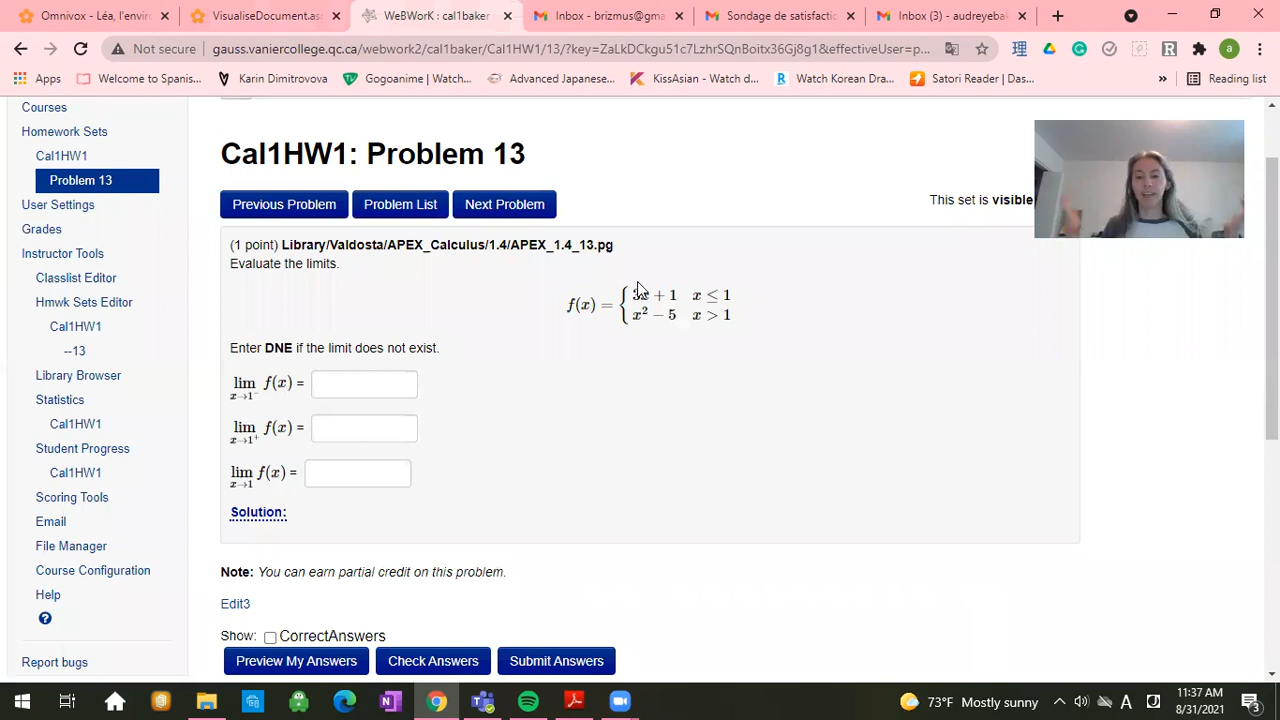 Omnivox - Léa, l'enviro
VisualiseDocument.as
WeBWorK : cal1baker
Inbox - brizmus@gma
Sondage de satisfacti
Inbox (3) - audreyeba
Not secure
gauss.vaniercollege.qc.ca/webwork2/cal1baker/Cal1HW1/13/?key=ZaLkDCkgu51c7LzhrSQnBoitx36Gj8g1&effectiveUser=p...
Apps
Welcome to Spanis...
Karin Dimitrovova
Gogoanime | Watch...
Advanced Japanese...
KissAsian - Watch d...
Watch Korean Dra...
Satori Reader | Das...
»
Reading list
Courses
Homework Sets
Cal1HW1
Problem 13
User Settings
Grades
Instructor Tools
Classlist Editor
Hmwk Sets Editor
Cal1HW1
--13
Library Browser
Statistics
Cal1HW1
Student Progress
Cal1HW1
Scoring Tools
Email
File Manager
Course Configuration
Help
Report bugs
Cal1HW1: Problem 13
Previous Problem
Problem List
Next Problem
This set is visible
(1 point) Library/Valdosta/APEX_Calculus/1.4/APEX_1.4_13.pg
Evaluate the limits.
f(x) = { 3x + 1 x ≤ 1
x² − 5 x > 1
Enter DNE if the limit does not exist.
lim x→1⁻ f(x) =
lim x→1⁺ f(x) =
lim x→1 f(x) =
Solution:
Note: You can earn partial credit on this problem.
Edit3
Show: CorrectAnswers
Preview My Answers
Check Answers
Submit Answers
73°F Mostly sunny
11:37 AM
8/31/2021